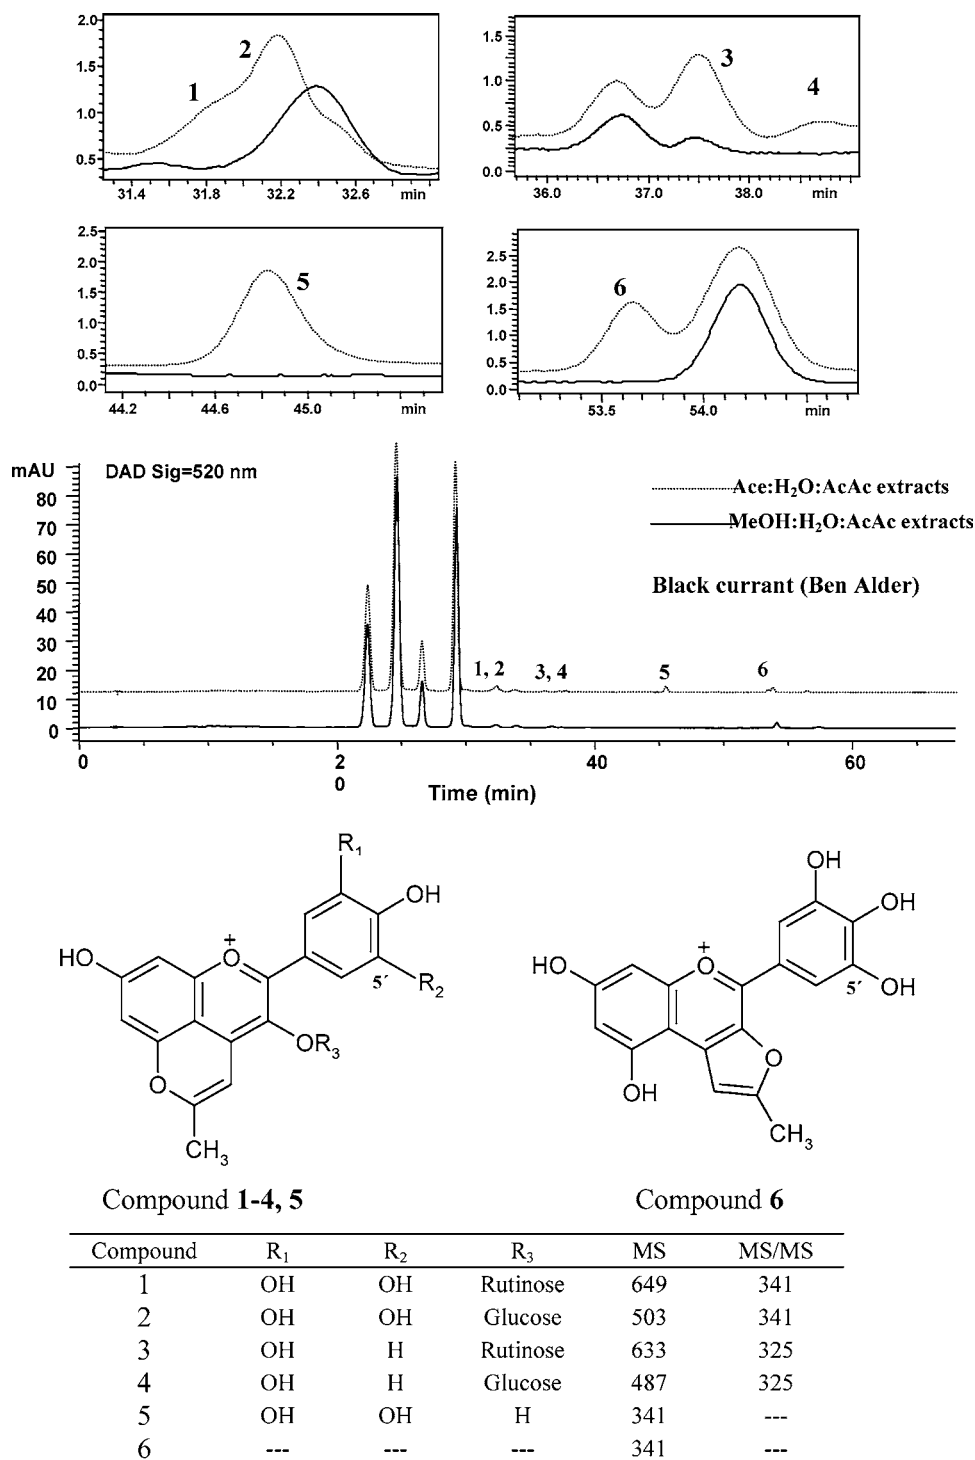 2.0
1.5
1.0
0.5
1
2
31.4 31.8 32.2 32.6 min
1.5
1.0
0.5
0.0
3
4
36.0 37.0 38.0 min
2.5
2.0
1.5
1.0
0.5
0.0
5
44.2 44.6 45.0 min
2.5
2.0
1.5
1.0
0.5
0.0
6
53.5 54.0 min
mAU
DAD Sig=520 nm
80
70
60
50
40
30
20
10
0
Ace:H₂O:AcAc extracts
MeOH:H₂O:AcAc extracts
Black currant (Ben Alder)
1, 2 3, 4 5 6
0 2 40 60
0
Time (min)
R₁
OH
HO
+
O
5´
R₂
OR₃
O
CH₃
OH
OH
HO
+
O
5´
OH
O
OH
CH₃
Compound 1-4, 5
Compound 6
Compound R₁ R₂ R₃ MS MS/MS
1 OH OH Rutinose 649 341
2 OH OH Glucose 503 341
3 OH H Rutinose 633 325
4 OH H Glucose 487 325
5 OH OH H 341 ---
6 --- --- --- 341 ---